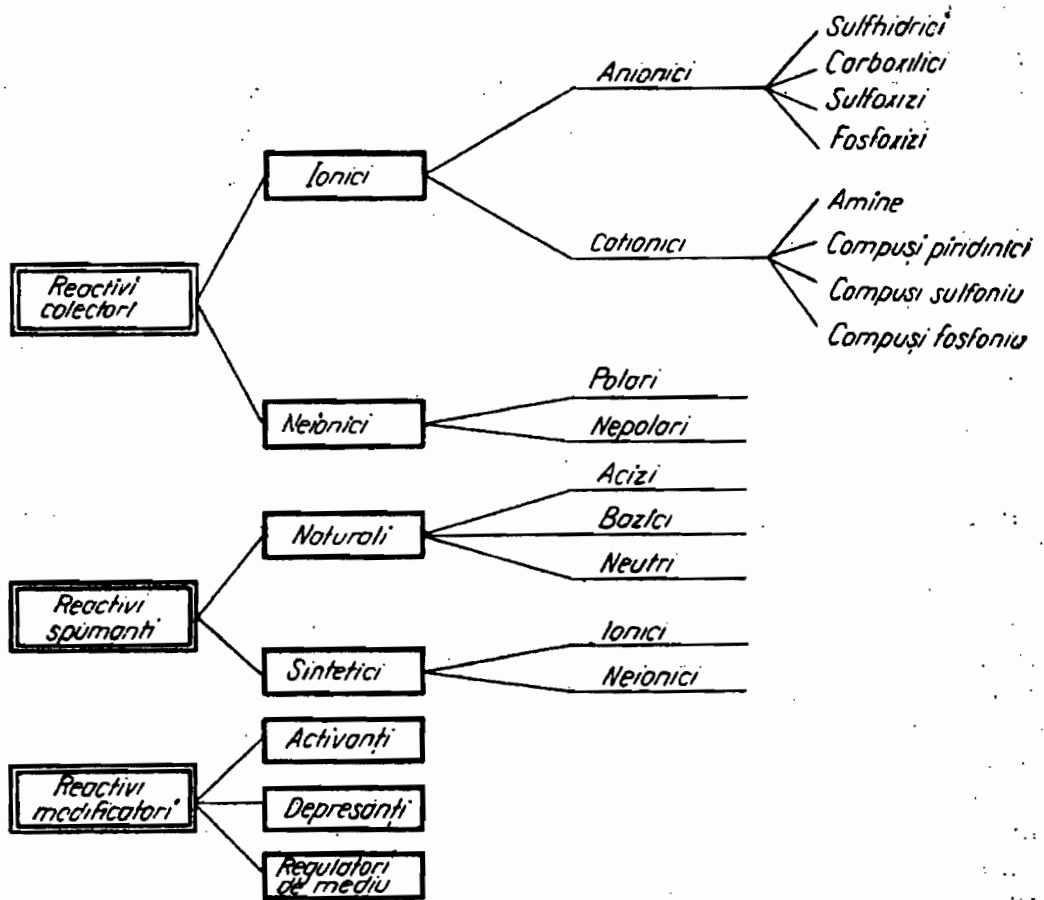 Reactivi
colectori
Ionici
Anionici
Sulfhidrici
Carboxilici
Sulfoxizi
Fosfoxizi
Cationici
Amine
Compuși piridinici
Compuși sulfoniu
Compuși fosfoniu
Neionici
Polari
Nepolari
Reactivi
spumanti
Naturali
Acizi
Bazici
Neutri
Sintetici
Ionici
Neionici
Reactivi
modificatori
Activanți
Depresanți
Regulatori
de mediu